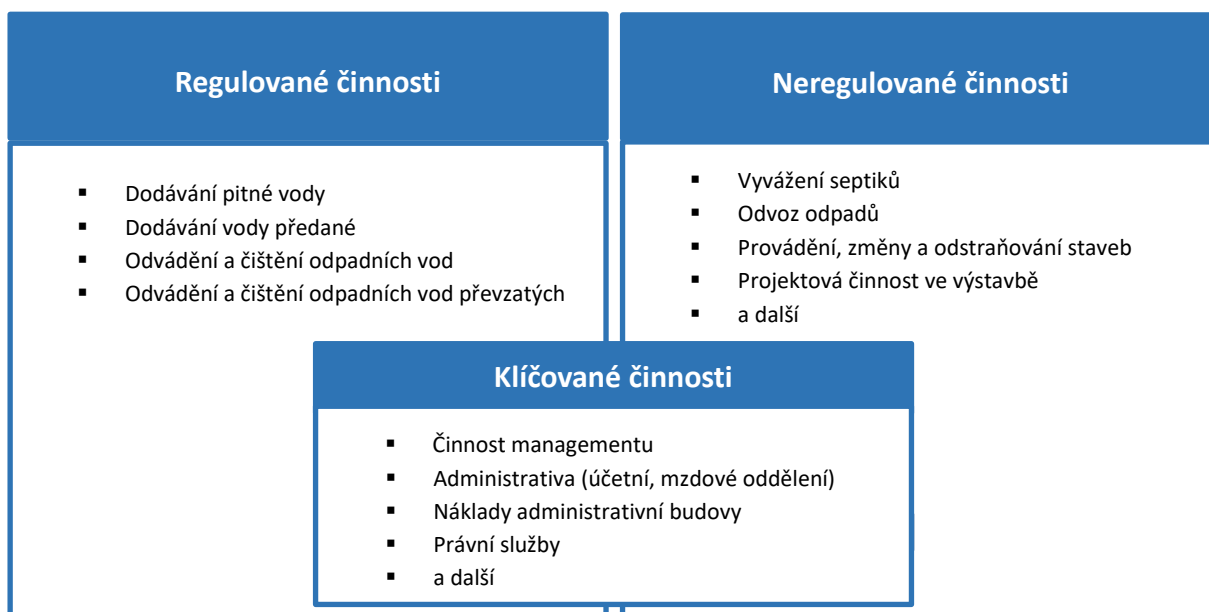 Regulované činnosti
▪ Dodávání pitné vody
▪ Dodávání vody předané
▪ Odvádění a čištění odpadních vod
▪ Odvádění a čištění odpadních vod převzatých
Neregulované činnosti
▪ Vyvážení septiků
▪ Odvoz odpadů
▪ Provádění, změny a odstraňování staveb
▪ Projektová činnost ve výstavbě
▪ a další
Klíčované činnosti
▪ Činnost managementu
▪ Administrativa (účetní, mzdové oddělení)
▪ Náklady administrativní budovy
▪ Právní služby
▪ a další